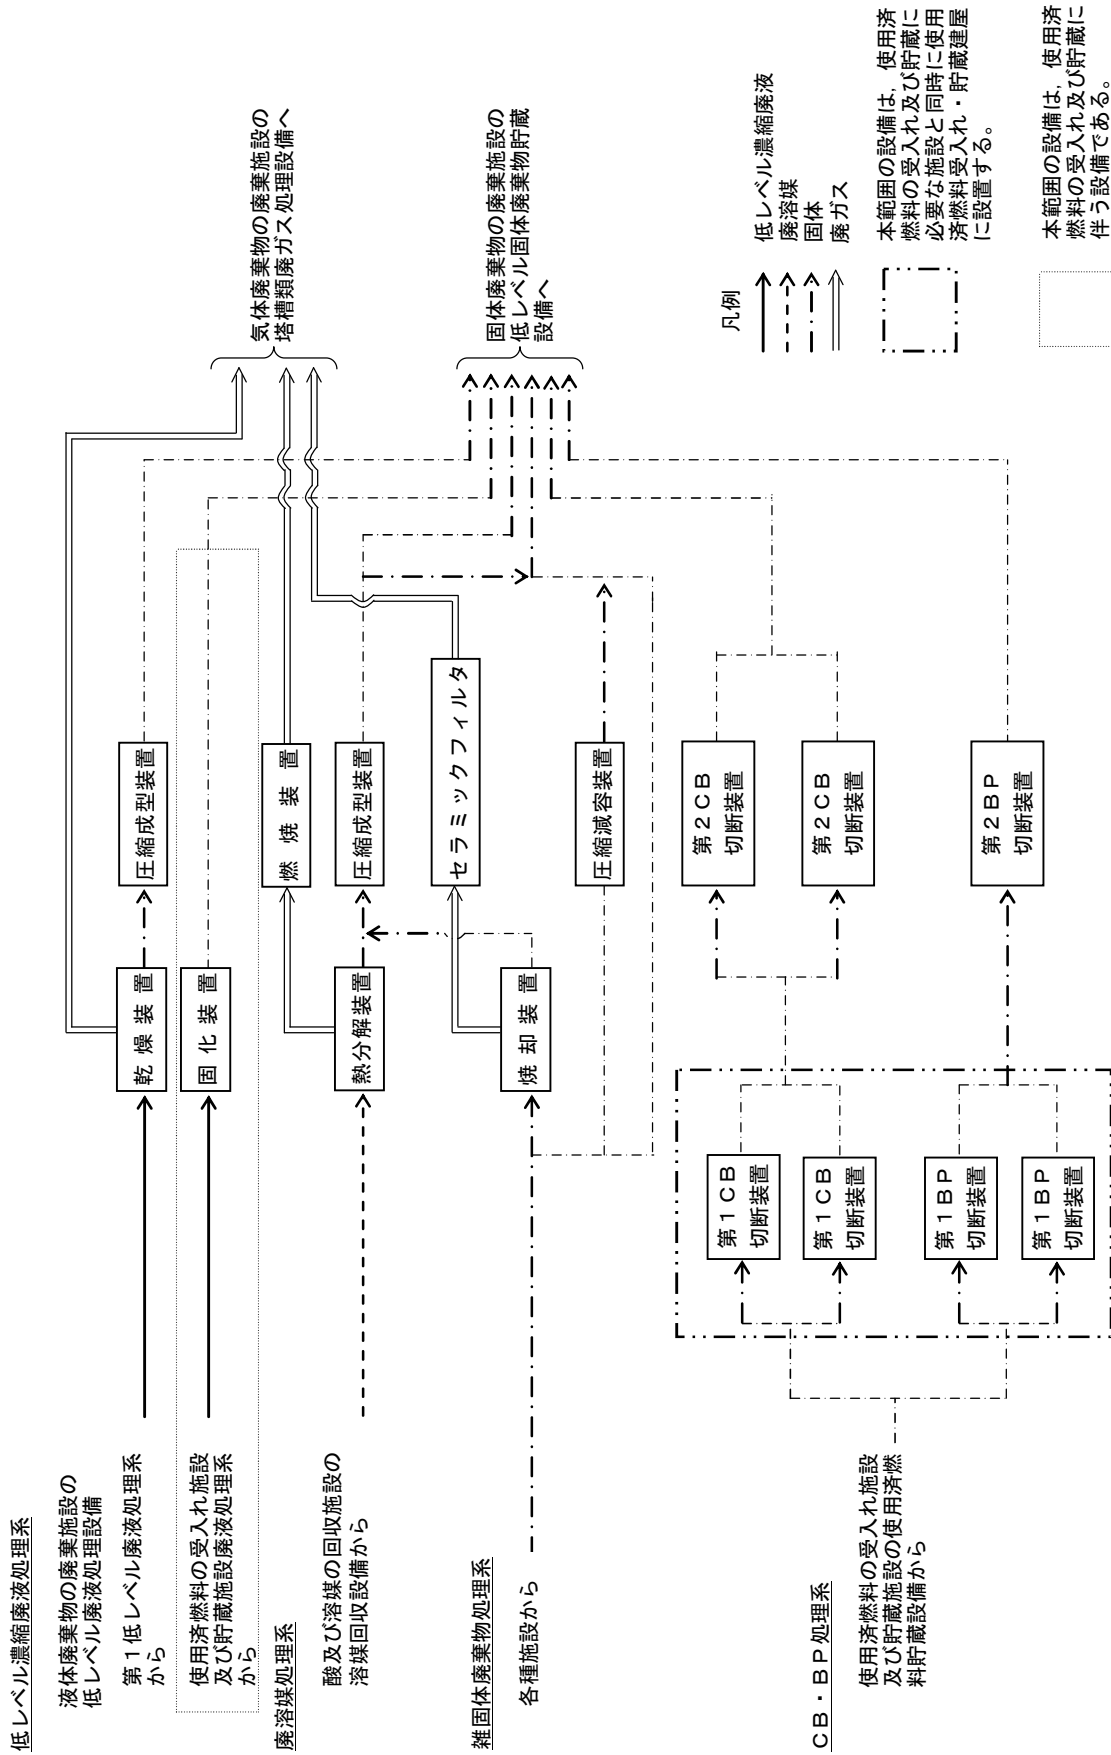 低レベル濃縮廃液処理系
液体廃棄物の廃棄施設の
低レベル廃液処理設備
第１低レベル廃液処理系
から
使用済燃料の受入れ施設
及び貯蔵施設廃液処理系
から
乾燥装置
固化装置
圧縮成型装置
廃溶媒処理系
酸及び溶媒の回収施設の
溶媒回収設備から
熱分解装置
燃焼装置
圧縮成型装置
雑固体廃棄物処理系
各種施設から
焼却装置
セラミックフィルタ
圧縮減容装置
ＣＢ・ＢＰ処理系
使用済燃料の受入れ施設
及び貯蔵施設の使用済燃
料貯蔵設備から
第１ＣＢ
切断装置
第１ＣＢ
切断装置
第１ＢＰ
切断装置
第１ＢＰ
切断装置
第２ＣＢ
切断装置
第２ＣＢ
切断装置
第２ＢＰ
切断装置
気体廃棄物の廃棄施設の
塔槽類廃ガス処理設備へ
固体廃棄物の廃棄施設の
低レベル固体廃棄物貯蔵
設備へ
凡例
低レベル濃縮廃液
廃溶媒
固体
廃ガス
本範囲の設備は，使用済
燃料の受入れ及び貯蔵に
必要な施設と同時に使用
済燃料受入れ・貯蔵建屋
に設置する。
本範囲の設備は，使用済
燃料の受入れ及び貯蔵に
伴う設備である。